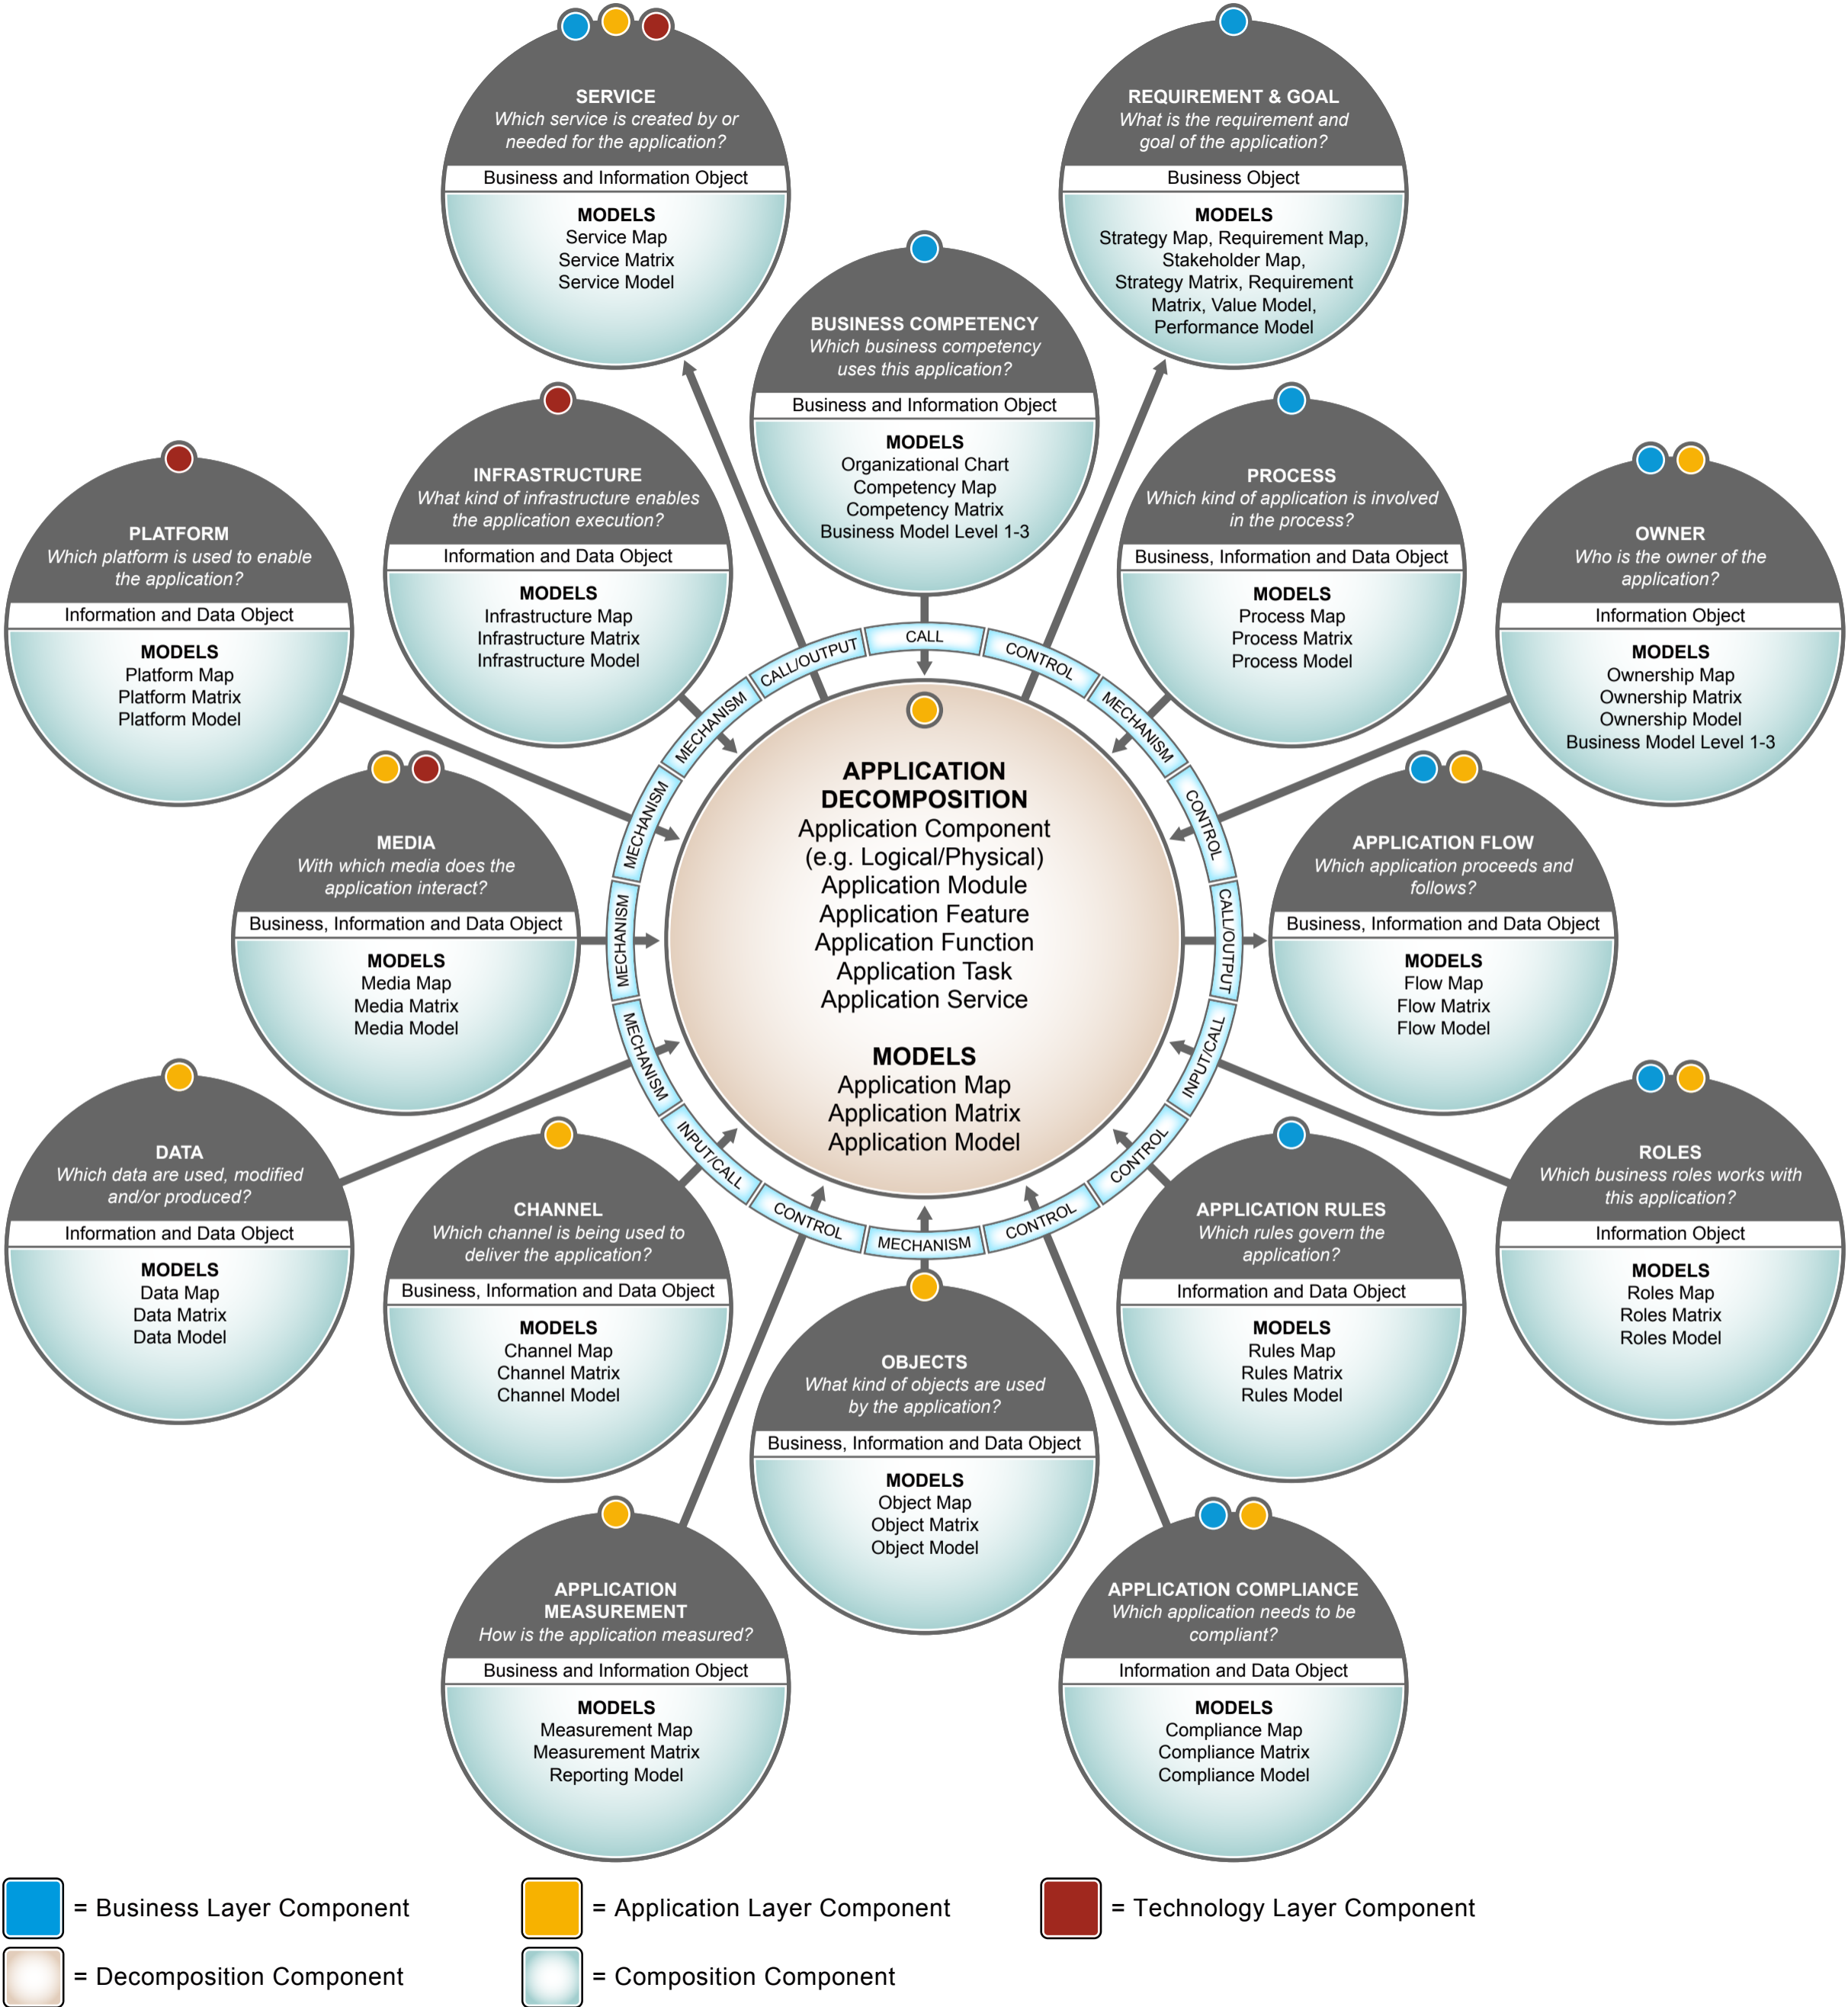 SERVICE
Which service is created by or
needed for the application?
Business and Information Object
MODELS
Service Map
Service Matrix
Service Model
REQUIREMENT & GOAL
What is the requirement and
goal of the application?
Business Object
MODELS
Strategy Map, Requirement Map,
Stakeholder Map,
Strategy Matrix, Requirement
Matrix, Value Model,
Performance Model
BUSINESS COMPETENCY
Which business competency
uses this application?
Business and Information Object
MODELS
Organizational Chart
Competency Map
Competency Matrix
Business Model Level 1-3
INFRASTRUCTURE
What kind of infrastructure enables
the application execution?
Information and Data Object
MODELS
Infrastructure Map
Infrastructure Matrix
Infrastructure Model
PROCESS
Which kind of application is involved
in the process?
Business, Information and Data Object
MODELS
Process Map
Process Matrix
Process Model
PLATFORM
Which platform is used to enable
the application?
Information and Data Object
MODELS
Platform Map
Platform Matrix
Platform Model
OWNER
Who is the owner of the
application?
Information Object
MODELS
Ownership Map
Ownership Matrix
Ownership Model
Business Model Level 1-3
CALL
CONTROL
MECHANISM
CONTROL
CALL/OUTPUT
INPUT/CALL
CONTROL
CONTROL
MECHANISM
CONTROL
INPUT/CALL
MECHANISM
MECHANISM
MECHANISM
MECHANISM
CALL/OUTPUT
APPLICATION
DECOMPOSITION
Application Component
(e.g. Logical/Physical)
Application Module
Application Feature
Application Function
Application Task
Application Service
MODELS
Application Map
Application Matrix
Application Model
MEDIA
With which media does the
application interact?
Business, Information and Data Object
MODELS
Media Map
Media Matrix
Media Model
APPLICATION FLOW
Which application proceeds and
follows?
Business, Information and Data Object
MODELS
Flow Map
Flow Matrix
Flow Model
DATA
Which data are used, modified
and/or produced?
Information and Data Object
MODELS
Data Map
Data Matrix
Data Model
CHANNEL
Which channel is being used to
deliver the application?
Business, Information and Data Object
MODELS
Channel Map
Channel Matrix
Channel Model
APPLICATION RULES
Which rules govern the
application?
Information and Data Object
MODELS
Rules Map
Rules Matrix
Rules Model
ROLES
Which business roles works with
this application?
Information Object
MODELS
Roles Map
Roles Matrix
Roles Model
OBJECTS
What kind of objects are used
by the application?
Business, Information and Data Object
MODELS
Object Map
Object Matrix
Object Model
APPLICATION
MEASUREMENT
How is the application measured?
Business and Information Object
MODELS
Measurement Map
Measurement Matrix
Reporting Model
APPLICATION COMPLIANCE
Which application needs to be
compliant?
Information and Data Object
MODELS
Compliance Map
Compliance Matrix
Compliance Model
= Business Layer Component
= Application Layer Component
= Technology Layer Component
= Decomposition Component
= Composition Component